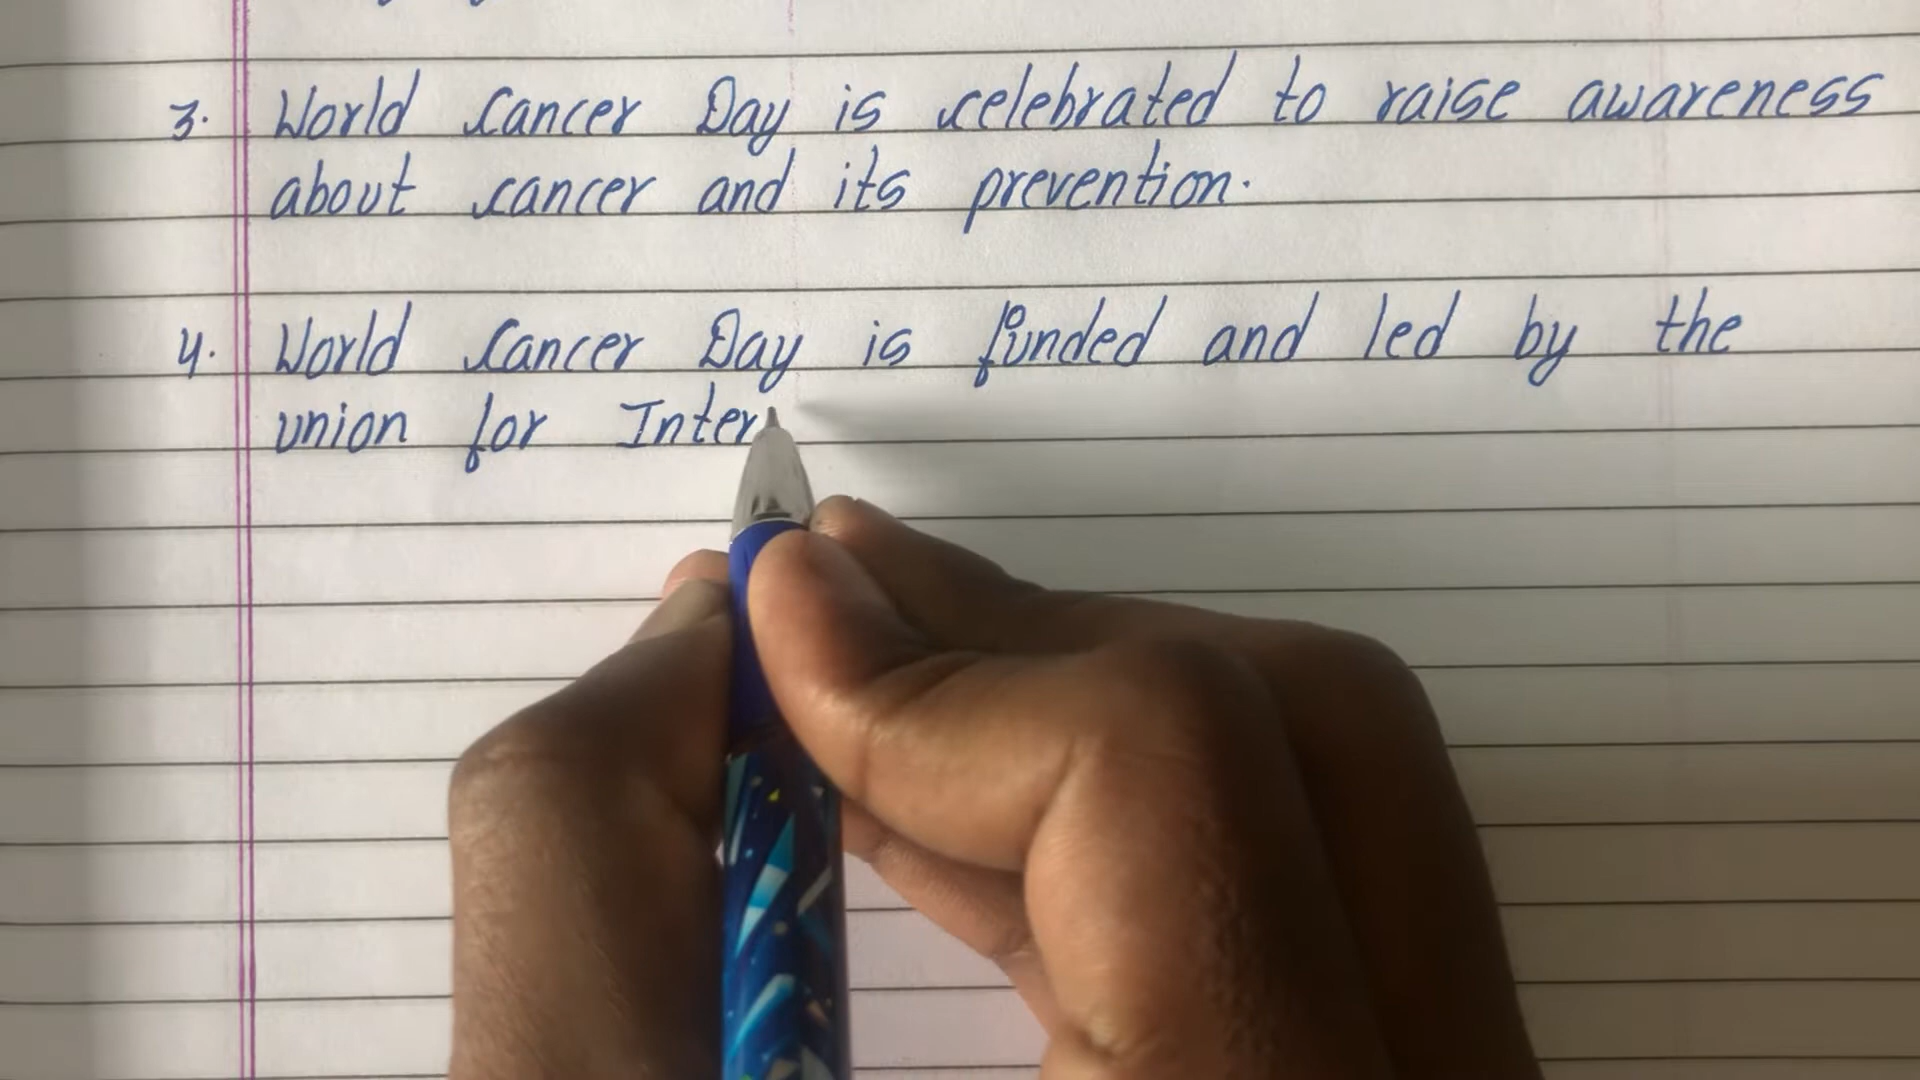 3. World Cancer Day is celebrated to raise awareness
about cancer and its prevention.
4. World Cancer Day is funded and led by the
union for Inter